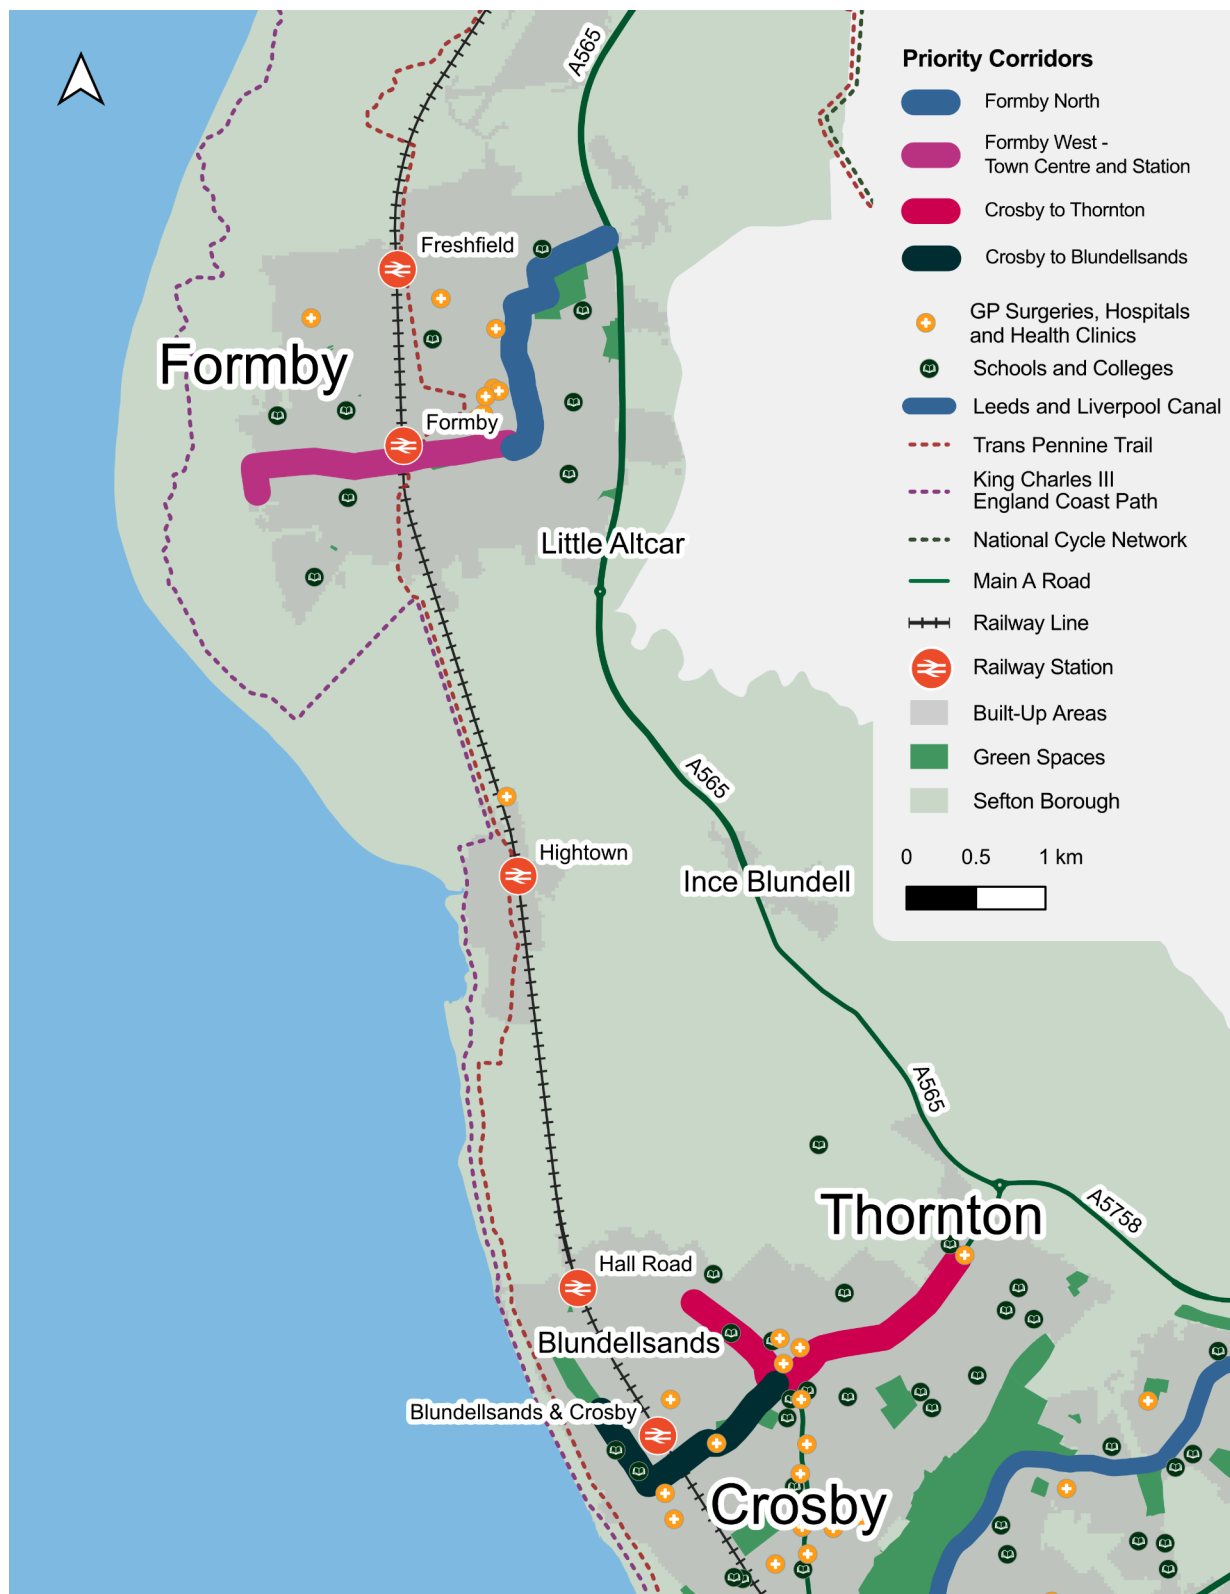 A565
Freshfield
Formby
Formby
Little Altcar
A565
Hightown
Ince Blundell
A565
Thornton
A5758
Hall Road
Blundellsands
Blundellsands & Crosby
Crosby
Priority Corridors
Formby North
Formby West -
Town Centre and Station
Crosby to Thornton
Crosby to Blundellsands
GP Surgeries, Hospitals
and Health Clinics
Schools and Colleges
Leeds and Liverpool Canal
Trans Pennine Trail
King Charles III
England Coast Path
National Cycle Network
Main A Road
Railway Line
Railway Station
Built-Up Areas
Green Spaces
Sefton Borough
0 0.5 1 km